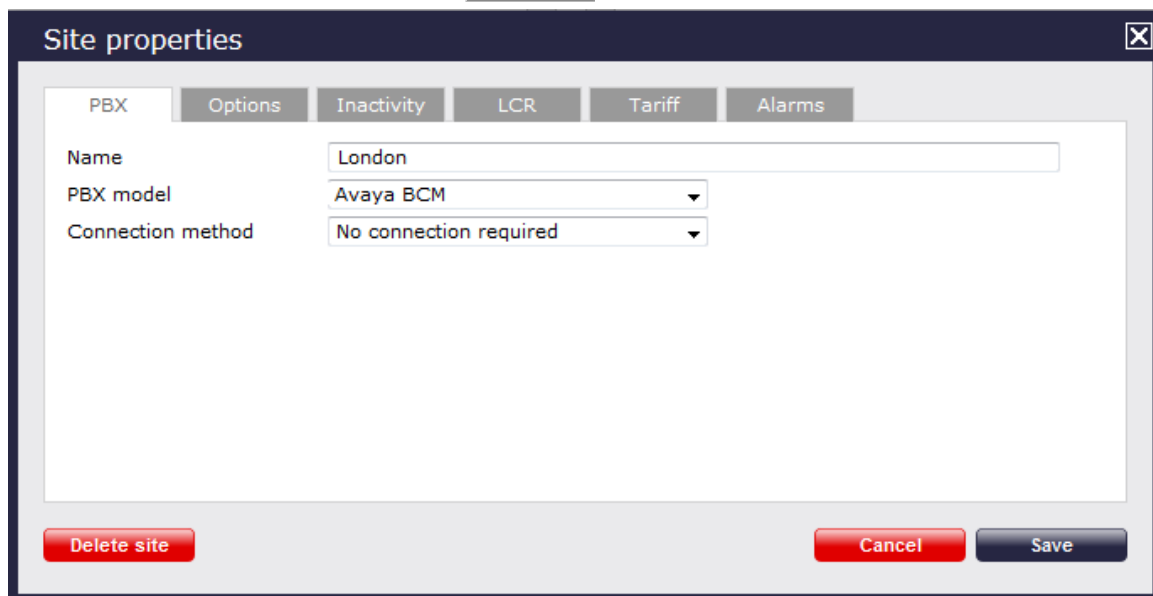 Site properties
PBX Options Inactivity LCR Tariff Alarms
Name London
PBX model Avaya BCM
Connection method No connection required
Delete site Cancel Save